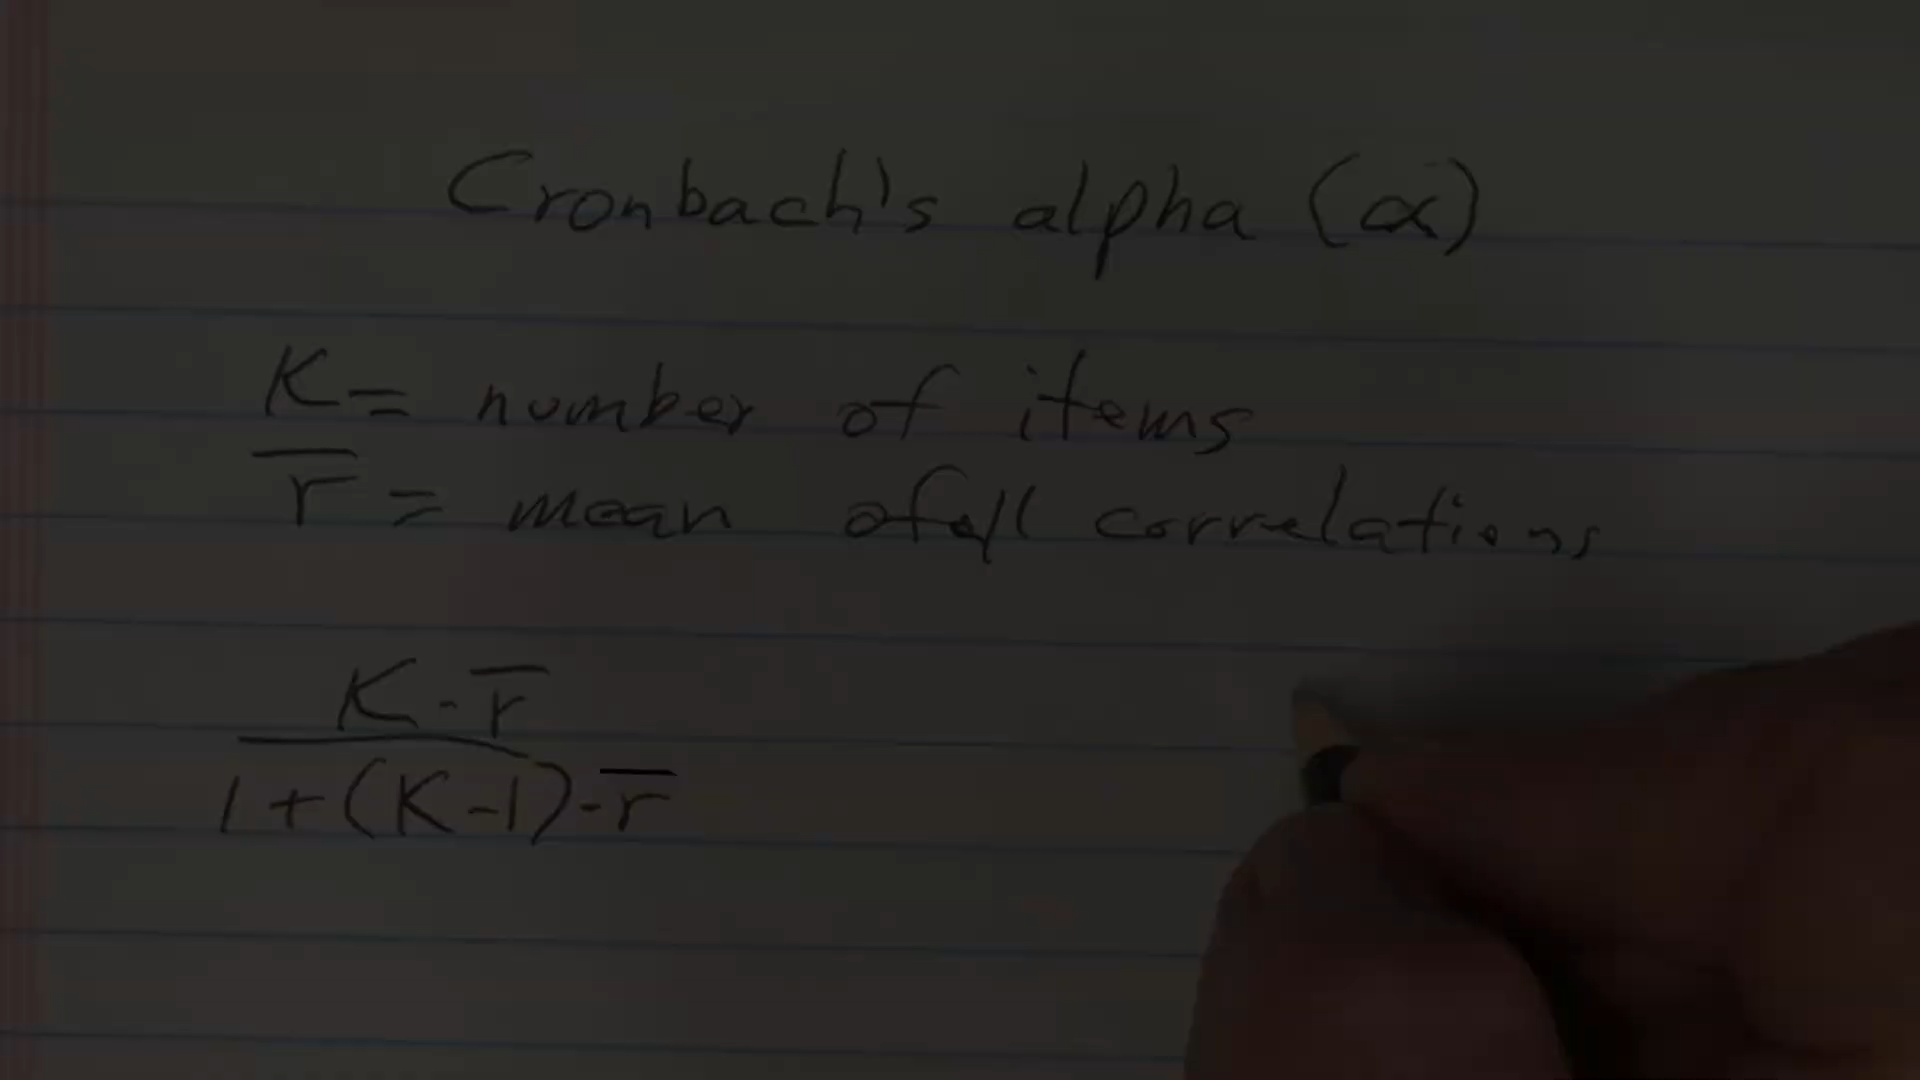 Cronbach's alpha (α)
K = number of items
r̅ = mean of all correlations
K · r̅
1 + (K - 1) · r̅